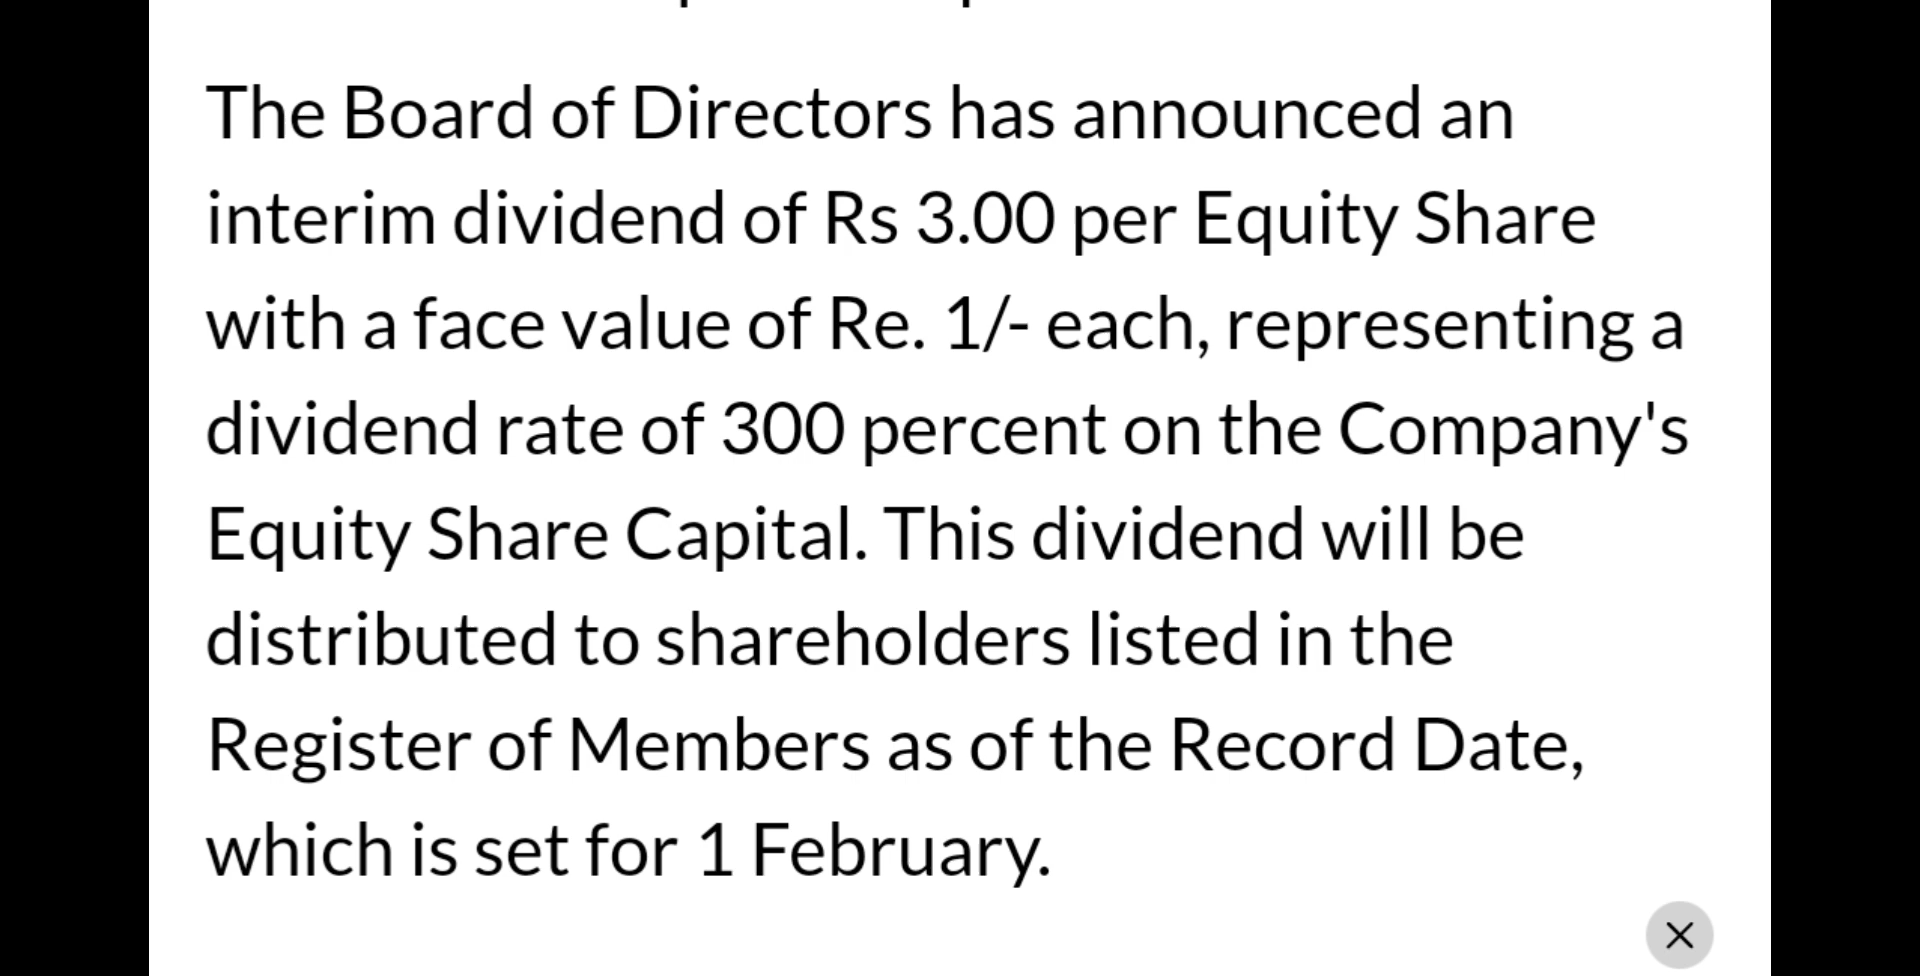 The Board of Directors has announced an
interim dividend of Rs 3.00 per Equity Share
with a face value of Re. 1/- each, representing a
dividend rate of 300 percent on the Company's
Equity Share Capital. This dividend will be
distributed to shareholders listed in the
Register of Members as of the Record Date,
which is set for 1 February.